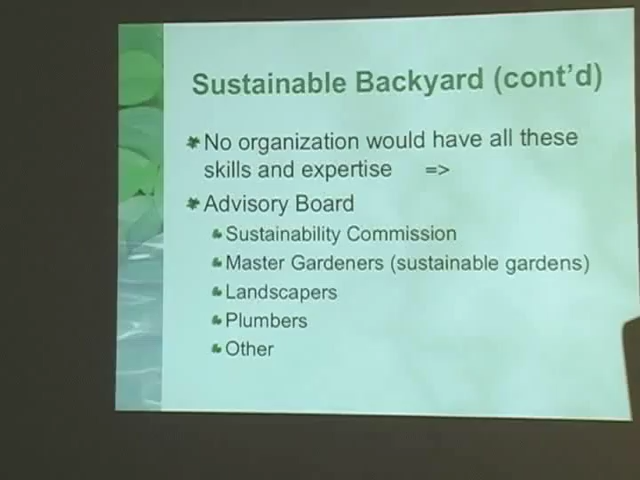 Sustainable Backyard (cont'd)
No organization would have all these
skills and expertise =>
Advisory Board
Sustainability Commission
Master Gardeners (sustainable gardens)
Landscapers
Plumbers
Other